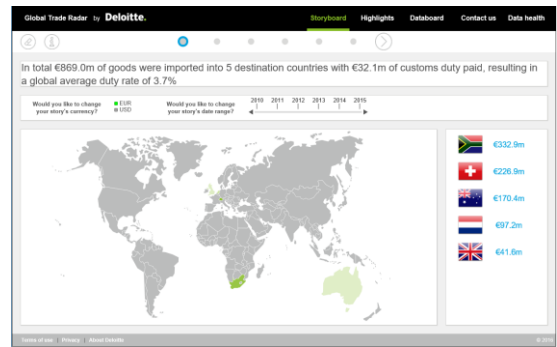 Global Trade Radar by Deloitte.
Storyboard Highlights Databoard Contact us Data health
In total €869.0m of goods were imported into 5 destination countries with €32.1m of customs duty paid, resulting in
a global average duty rate of 3.7%
Would you like to change
your story's currency?
EUR
USD
Would you like to change
your story's date range?
2010 2011 2012 2013 2014 2015
€332.9m
€226.9m
€170.4m
€97.2m
€41.6m
Terms of use | Privacy | About Deloitte